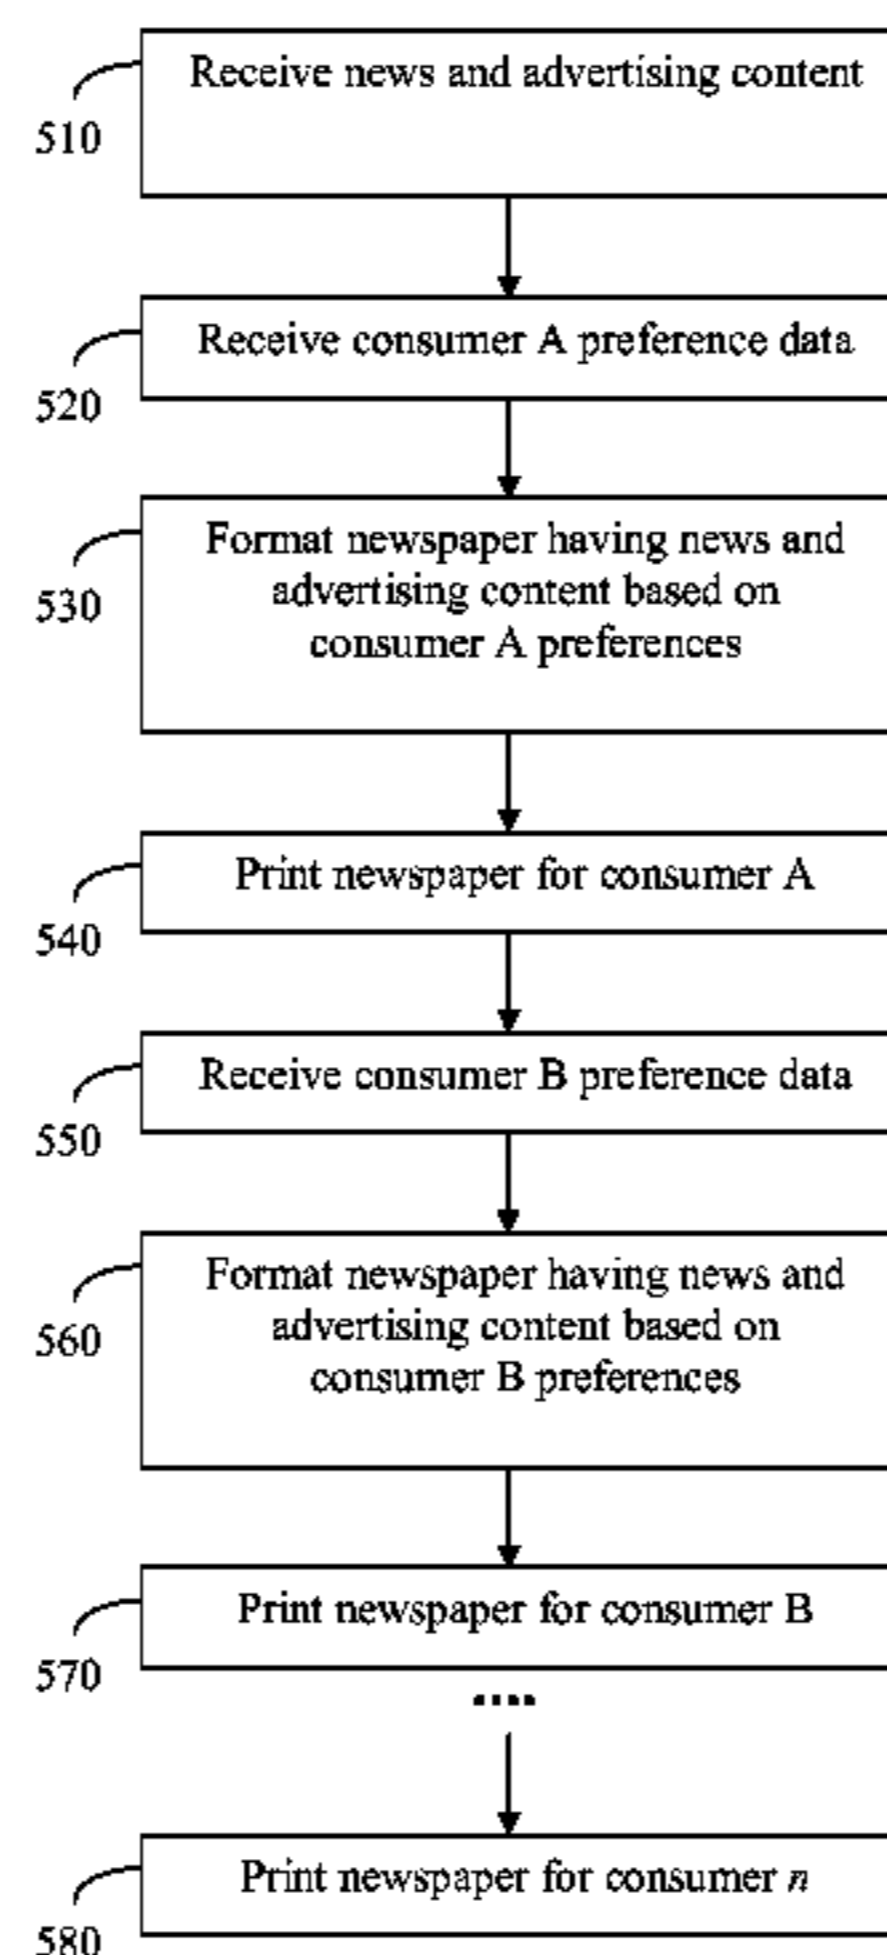 Receive news and advertising content
510
Receive consumer A preference data
520
Format newspaper having news and
advertising content based on
consumer A preferences
530
Print newspaper for consumer A
540
Receive consumer B preference data
550
Format newspaper having news and
advertising content based on
consumer B preferences
560
Print newspaper for consumer B
570
....
Print newspaper for consumer n
580